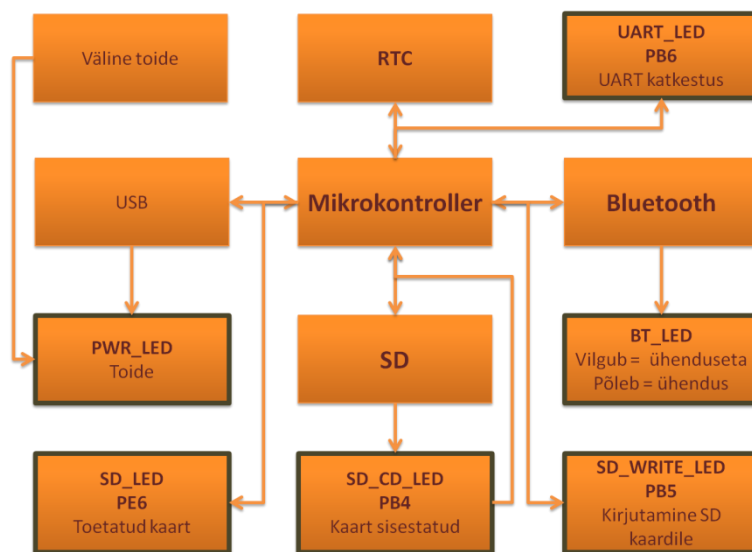 Väline toide
RTC
UART_LED
PB6
UART katkestus
USB
Mikrokontroller
Bluetooth
PWR_LED
Toide
SD
BT_LED
Vilgub = ühenduseta
Põleb = ühendus
SD_LED
PE6
Toetatud kaart
SD_CD_LED
PB4
Kaart sisestatud
SD_WRITE_LED
PB5
Kirjutamine SD
kaardile